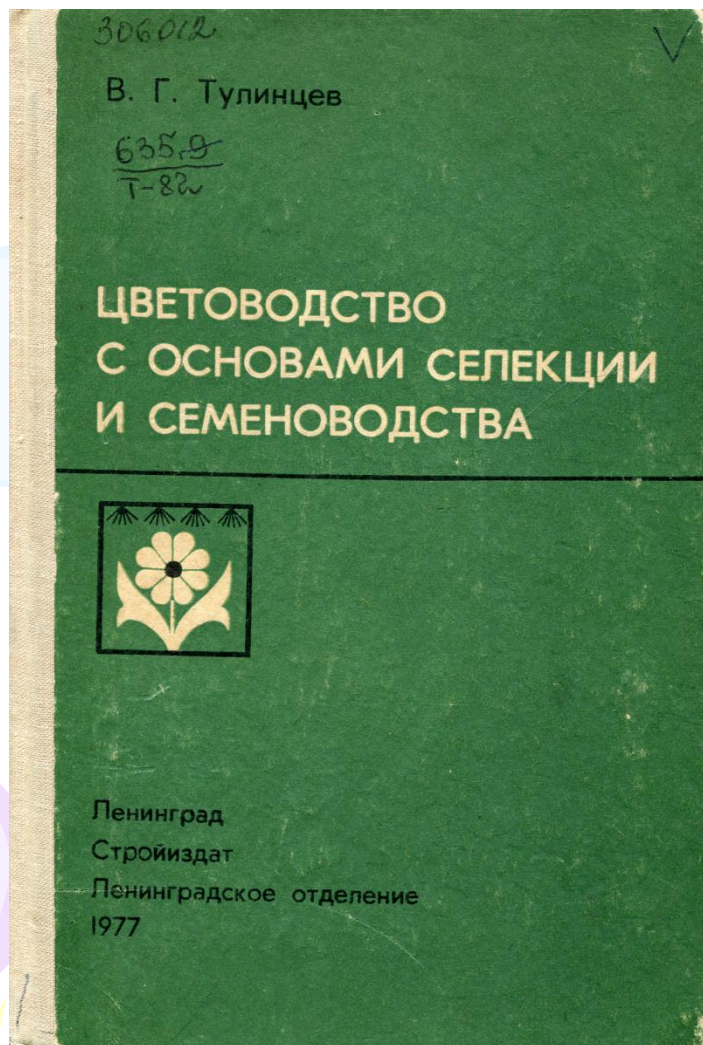 306012
В. Г. Тулинцев
635.9
Т-82
ЦВЕТОВОДСТВО
С ОСНОВАМИ СЕЛЕКЦИИ
И СЕМЕНОВОДСТВА
Ленинград
Стройиздат
Ленинградское отделение
1977